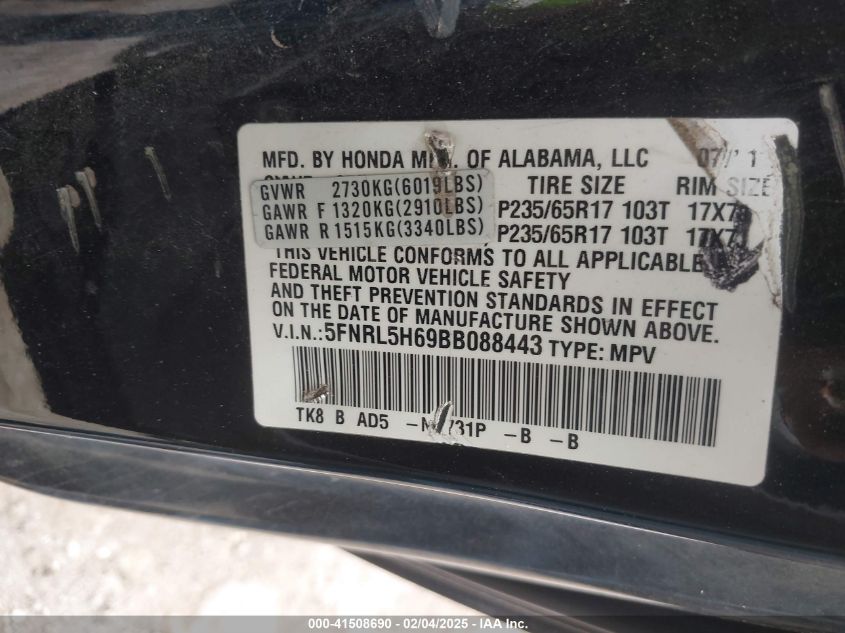 MFD. BY HONDA OF ALABAMA, LLC 07/ 1
GVWR 2730KG(6019LBS) TIRE SIZE RIM SIZE
GAWR F 1320KG(2910LBS) P235/65R17 103T
GAWR R 1515KG(3340LBS) P235/65R17 103T
THIS VEHICLE CONFORMS TO ALL APPLICABLE
FEDERAL MOTOR VEHICLE SAFETY
AND THEFT PREVENTION STANDARDS IN EFFECT
ON THE DATE OF MANUFACTURE SHOWN ABOVE.
V.I.N.:5FNRL5H69BB088443 TYPE: MPV
TK8 B AD5 -B -B
000-41508690 - 02/04/2025 - IAA Inc.